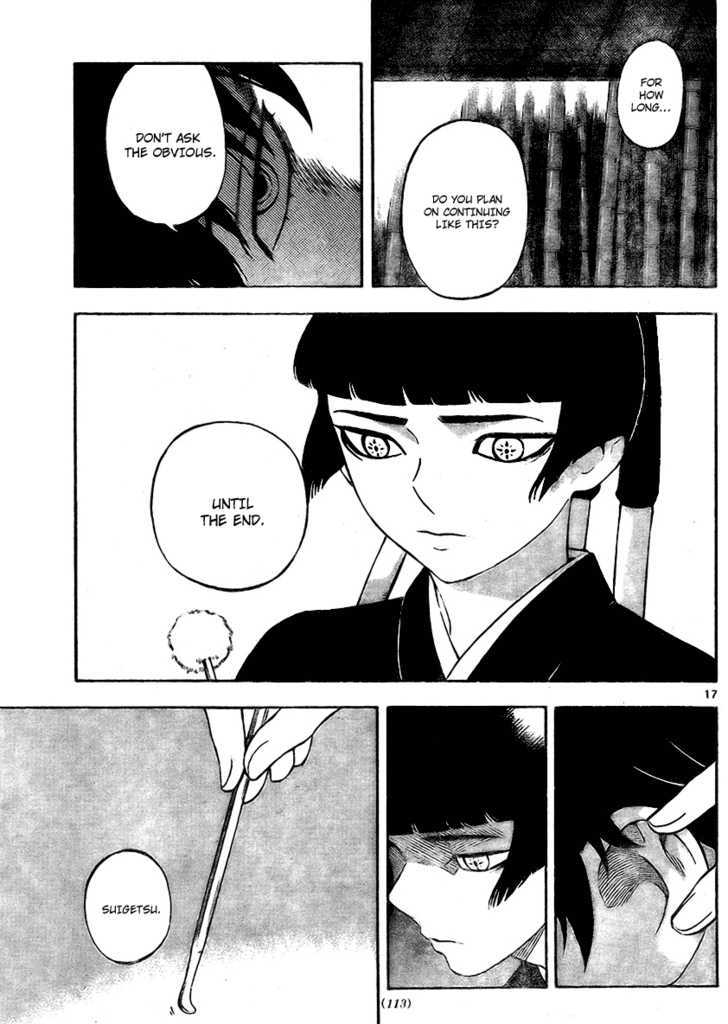 FOR
HOW
LONG...
DO YOU PLAN
ON CONTINUING
LIKE THIS?
DON'T ASK
THE OBVIOUS.
UNTIL
THE END.
17
SUIGETSU.
(113)